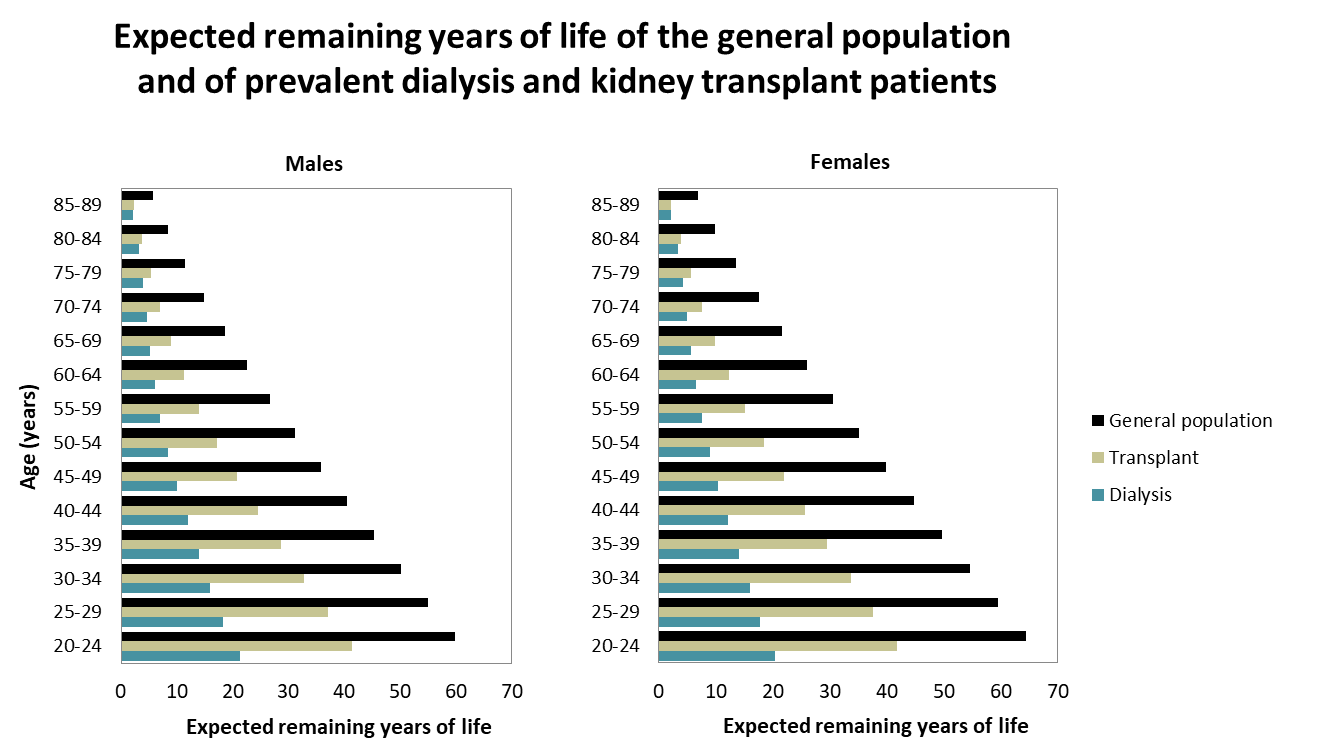 Expected remaining years of life of the general population
and of prevalent dialysis and kidney transplant patients
Males
85-89
80-84
75-79
70-74
65-69
60-64
55-59
50-54
45-49
40-44
35-39
30-34
25-29
20-24
Age (years)
0 10 20 30 40 50 60 70
Expected remaining years of life
Females
85-89
80-84
75-79
70-74
65-69
60-64
55-59
50-54
45-49
40-44
35-39
30-34
25-29
20-24
0 10 20 30 40 50 60 70
Expected remaining years of life
General population
Transplant
Dialysis